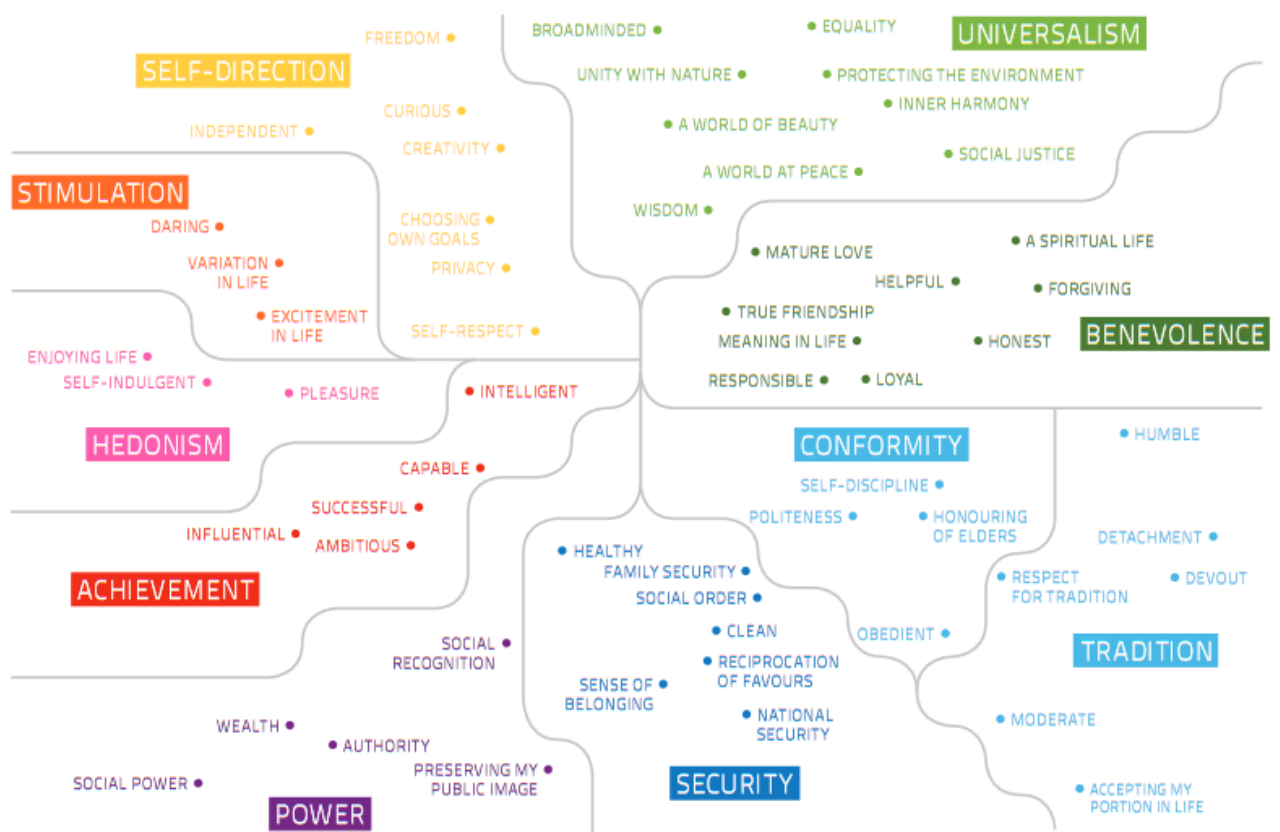 SELF-DIRECTION
FREEDOM
CURIOUS
INDEPENDENT
CREATIVITY
CHOOSING
OWN GOALS
PRIVACY
SELF-RESPECT
UNIVERSALISM
BROADMINDED
EQUALITY
UNITY WITH NATURE
PROTECTING THE ENVIRONMENT
INNER HARMONY
A WORLD OF BEAUTY
SOCIAL JUSTICE
A WORLD AT PEACE
WISDOM
STIMULATION
DARING
VARIATION
IN LIFE
EXCITEMENT
IN LIFE
BENEVOLENCE
MATURE LOVE
A SPIRITUAL LIFE
HELPFUL
FORGIVING
TRUE FRIENDSHIP
MEANING IN LIFE
HONEST
RESPONSIBLE
LOYAL
ENJOYING LIFE
SELF-INDULGENT
PLEASURE
HEDONISM
INTELLIGENT
CAPABLE
SUCCESSFUL
INFLUENTIAL
AMBITIOUS
ACHIEVEMENT
CONFORMITY
SELF-DISCIPLINE
POLITENESS
HONOURING
OF ELDERS
OBEDIENT
HUMBLE
DETACHMENT
RESPECT
FOR TRADITION
DEVOUT
TRADITION
MODERATE
ACCEPTING MY
PORTION IN LIFE
HEALTHY
FAMILY SECURITY
SOCIAL ORDER
CLEAN
RECIPROCATION
OF FAVOURS
SENSE OF
BELONGING
NATIONAL
SECURITY
SECURITY
SOCIAL
RECOGNITION
WEALTH
AUTHORITY
SOCIAL POWER
PRESERVING MY
PUBLIC IMAGE
POWER